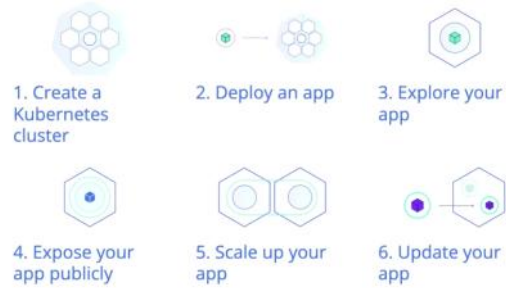 1. Create a
Kubernetes
cluster
2. Deploy an app
3. Explore your
app
4. Expose your
app publicly
5. Scale up your
app
6. Update your
app